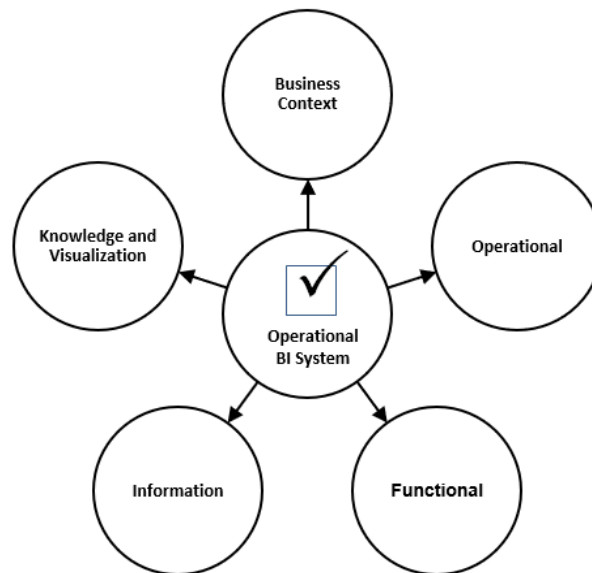 Business
Context
Knowledge and
Visualization
Operational
Operational
BI System
Information
Functional